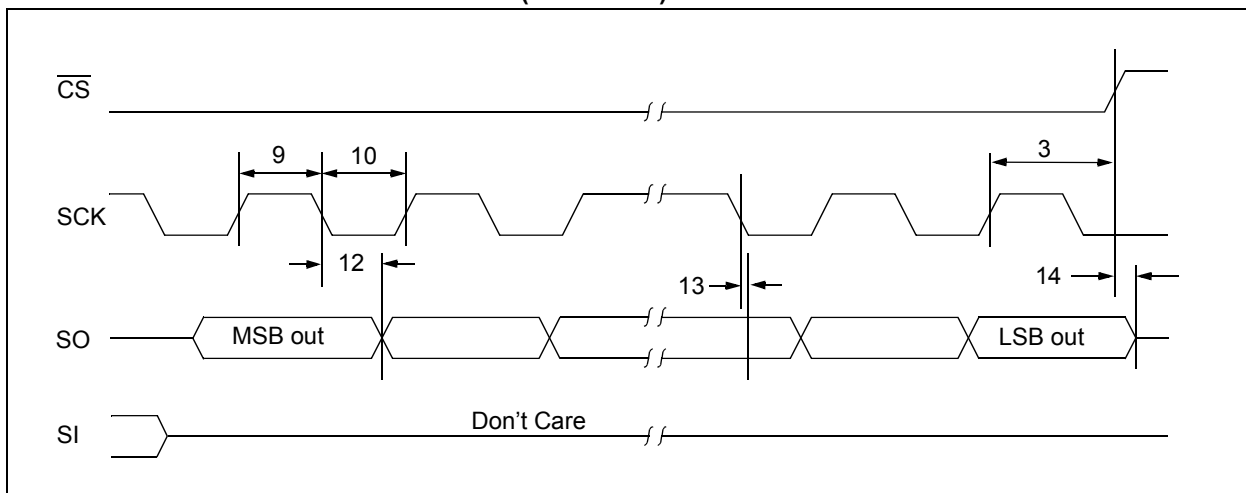 CS
9
10
3
SCK
12
13
14
SO
MSB out
LSB out
Don't Care
SI